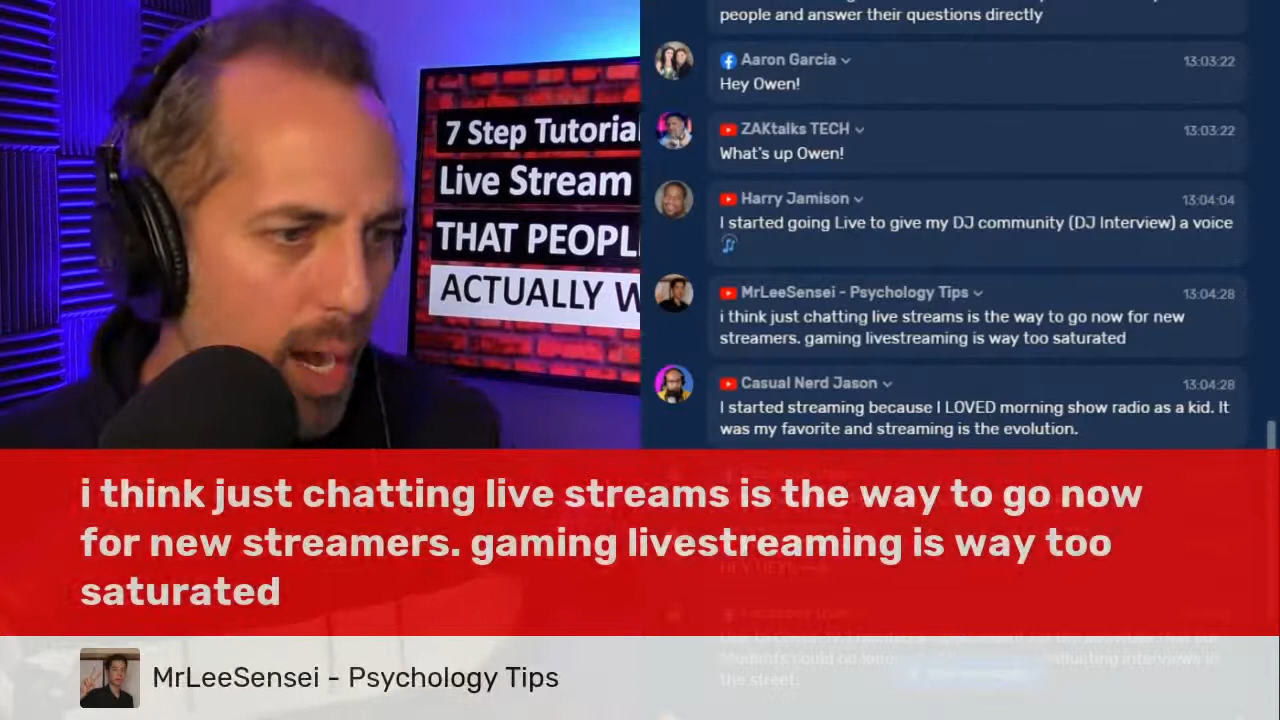 7 Step Tutoria
Live Stream
THAT PEOPL
ACTUALLY W
people and answer their questions directly
Aaron Garcia
13:03:22
Hey Owen!
ZAKtalks TECH
13:03:22
What's up Owen!
Harry Jamison
13:04:04
I started going Live to give my DJ community (DJ Interview) a voice
MrLeeSensei - Psychology Tips
13:04:28
i think just chatting live streams is the way to go now for new
streamers. gaming livestreaming is way too saturated
Casual Nerd Jason
13:04:28
I started streaming because I LOVED morning show radio as a kid. It
was my favorite and streaming is the evolution.
i think just chatting live streams is the way to go now
for new streamers. gaming livestreaming is way too
saturated
interviews in
the street.
MrLeeSensei - Psychology Tips